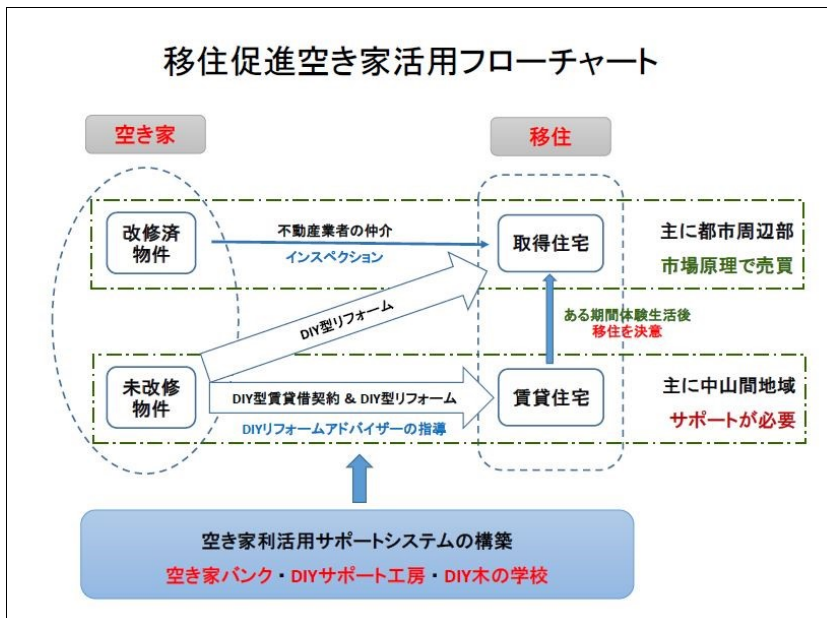 移住促進空き家活用フローチャート
空き家
移住
改修済
物件
不動産業者の仲介
インスペクション
取得住宅
主に都市周辺部
市場原理で売買
DIY型リフォーム
ある期間体験生活後
移住を決意
未改修
物件
DIY型賃貸借契約 & DIY型リフォーム
DIYリフォームアドバイザーの指導
賃貸住宅
主に中山間地域
サポートが必要
空き家利活用サポートシステムの構築
空き家バンク・DIYサポート工房・DIY木の学校